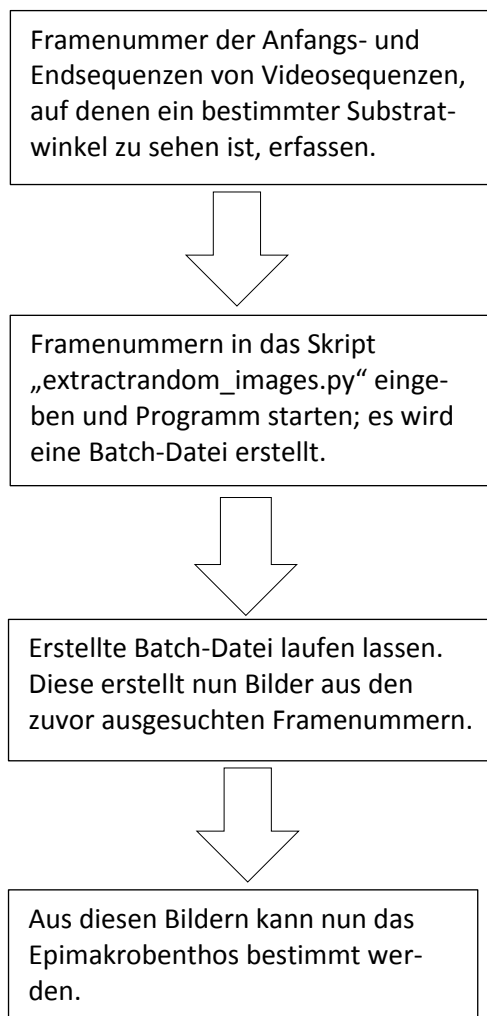 Framenummer der Anfangs- und
Endsequenzen von Videosequenzen,
auf denen ein bestimmter Substrat-
winkel zu sehen ist, erfassen.
Framenummern in das Skript
„extractrandom_images.py“ einge-
ben und Programm starten; es wird
eine Batch-Datei erstellt.
Erstellte Batch-Datei laufen lassen.
Diese erstellt nun Bilder aus den
zuvor ausgesuchten Framenummern.
Aus diesen Bildern kann nun das
Epimakrobenthos bestimmt wer-
den.